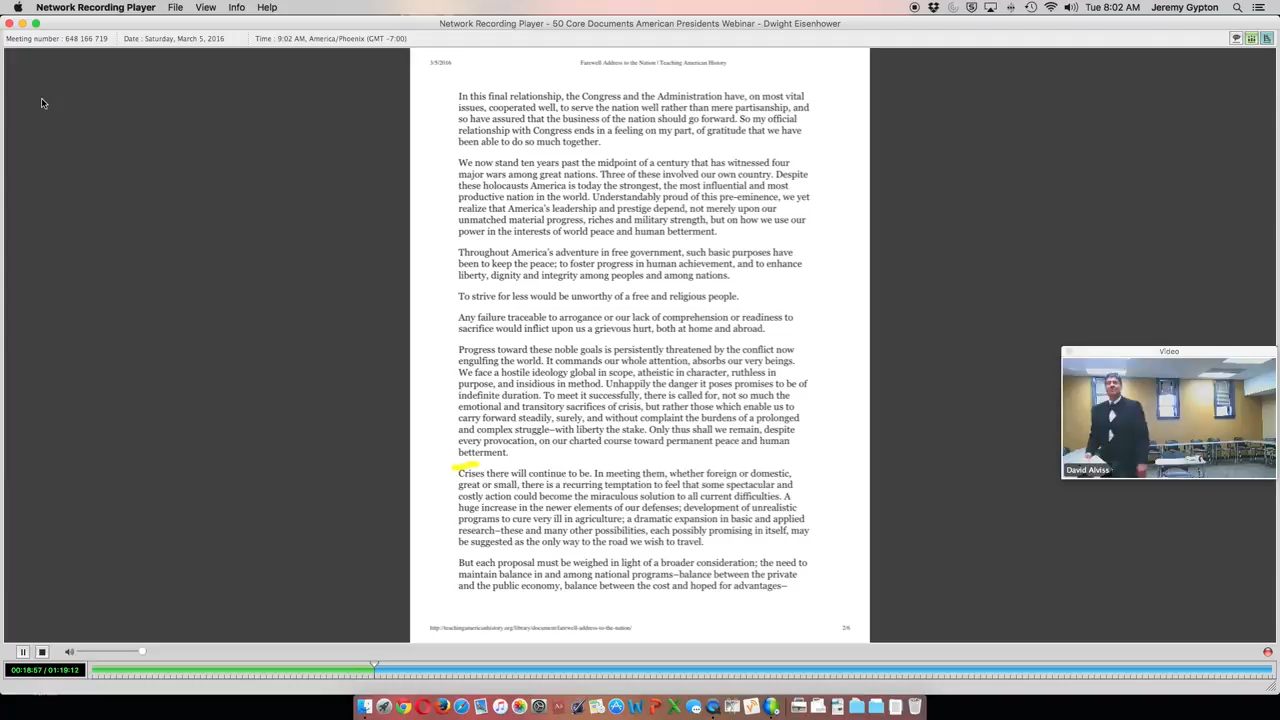 Network Recording Player File View Info Help
Tue 8:02 AM Jeremy Gypton
Network Recording Player - 50 Core Documents American Presidents Webinar - Dwight Eisenhower
Meeting number : 648 166 719 Date : Saturday, March 5, 2016 Time : 9:02 AM, America/Phoenix (GMT -7:00)
3/5/2016 Farewell Address to the Nation | Teaching American History
In this final relationship, the Congress and the Administration have, on most vital
issues, cooperated well, to serve the nation well rather than mere partisanship, and
so have assured that the business of the nation should go forward. So my official
relationship with Congress ends in a feeling on my part, of gratitude that we have
been able to do so much together.
We now stand ten years past the midpoint of a century that has witnessed four
major wars among great nations. Three of these involved our own country. Despite
these holocausts America is today the strongest, the most influential and most
productive nation in the world. Understandably proud of this pre-eminence, we yet
realize that America's leadership and prestige depend, not merely upon our
unmatched material progress, riches and military strength, but on how we use our
power in the interests of world peace and human betterment.
Throughout America's adventure in free government, such basic purposes have
been to keep the peace; to foster progress in human achievement, and to enhance
liberty, dignity and integrity among peoples and among nations.
To strive for less would be unworthy of a free and religious people.
Any failure traceable to arrogance or our lack of comprehension or readiness to
sacrifice would inflict upon us a grievous hurt, both at home and abroad.
Progress toward these noble goals is persistently threatened by the conflict now
engulfing the world. It commands our whole attention, absorbs our very beings.
We face a hostile ideology global in scope, atheistic in character, ruthless in
purpose, and insidious in method. Unhappily the danger it poses promises to be of
indefinite duration. To meet it successfully, there is called for, not so much the
emotional and transitory sacrifices of crisis, but rather those which enable us to
carry forward steadily, surely, and without complaint the burdens of a prolonged
and complex struggle–with liberty the stake. Only thus shall we remain, despite
every provocation, on our charted course toward permanent peace and human
betterment.
Crises there will continue to be. In meeting them, whether foreign or domestic,
great or small, there is a recurring temptation to feel that some spectacular and
costly action could become the miraculous solution to all current difficulties. A
huge increase in the newer elements of our defenses; development of unrealistic
programs to cure very ill in agriculture; a dramatic expansion in basic and applied
research–these and many other possibilities, each possibly promising in itself, may
be suggested as the only way to the road we wish to travel.
But each proposal must be weighed in light of a broader consideration; the need to
maintain balance in and among national programs–balance between the private
and the public economy, balance between the cost and hoped for advantages–
http://teachingamericanhistory.org/library/document/farewell-address-to-the-nation/ 2/6
Video
David Alviss
00:18:57 / 01:19:12